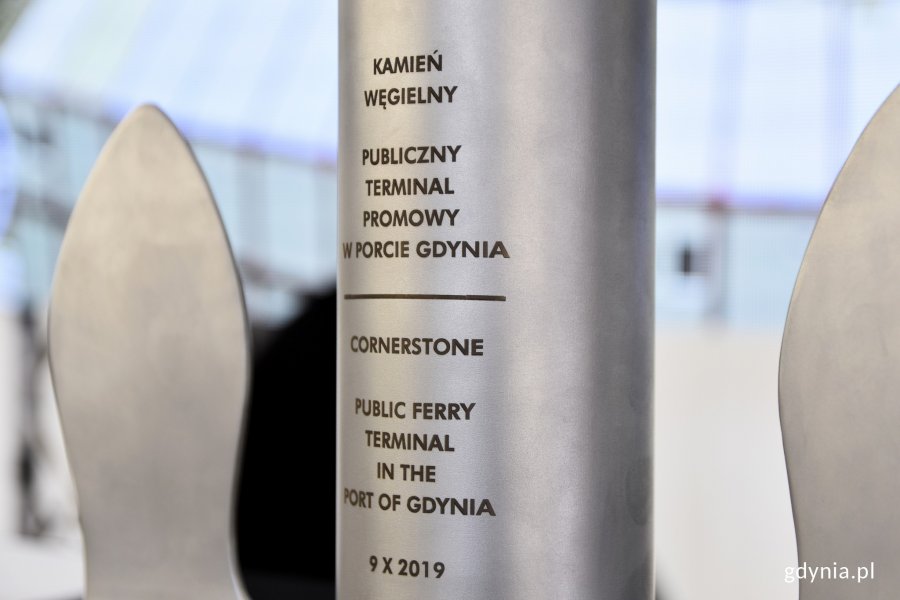 KAMIEŃ
WĘGIELNY
PUBLICZNY
TERMINAL
PROMOWY
W PORCIE GDYNIA
CORNERSTONE
PUBLIC FERRY
TERMINAL
IN THE
PORT OF GDYNIA
9 X 2019
gdynia.pl